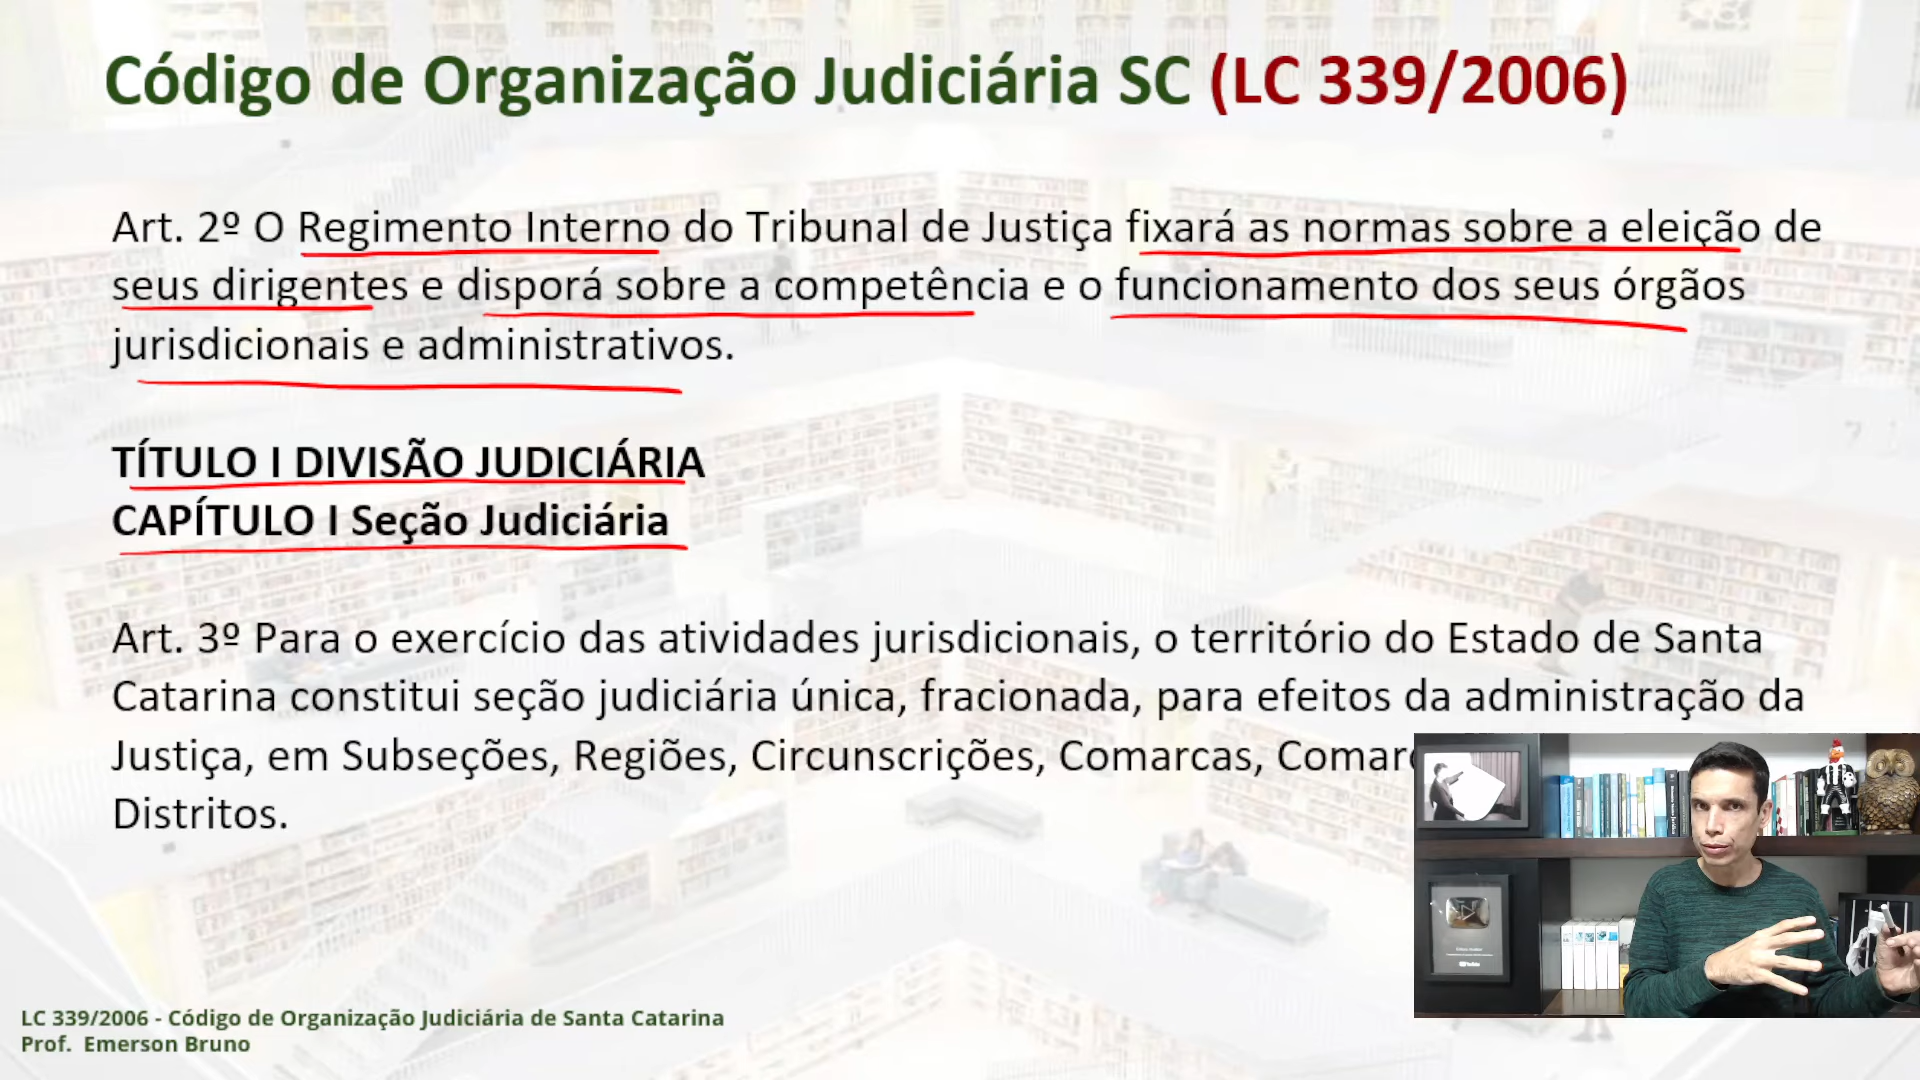 Código de Organização Judiciária SC (LC 339/2006)
Art. 2º O Regimento Interno do Tribunal de Justiça fixará as normas sobre a eleição de
seus dirigentes e disporá sobre a competência e o funcionamento dos seus órgãos
jurisdicionais e administrativos.
TÍTULO I DIVISÃO JUDICIÁRIA
CAPÍTULO I Seção Judiciária
Art. 3º Para o exercício das atividades jurisdicionais, o território do Estado de Santa
Catarina constitui seção judiciária única, fracionada, para efeitos da administração da
Justiça, em Subseções, Regiões, Circunscrições, Comarcas,
Distritos.
LC 339/2006 - Código de Organização Judiciária de Santa Catarina
Prof. Emerson Bruno